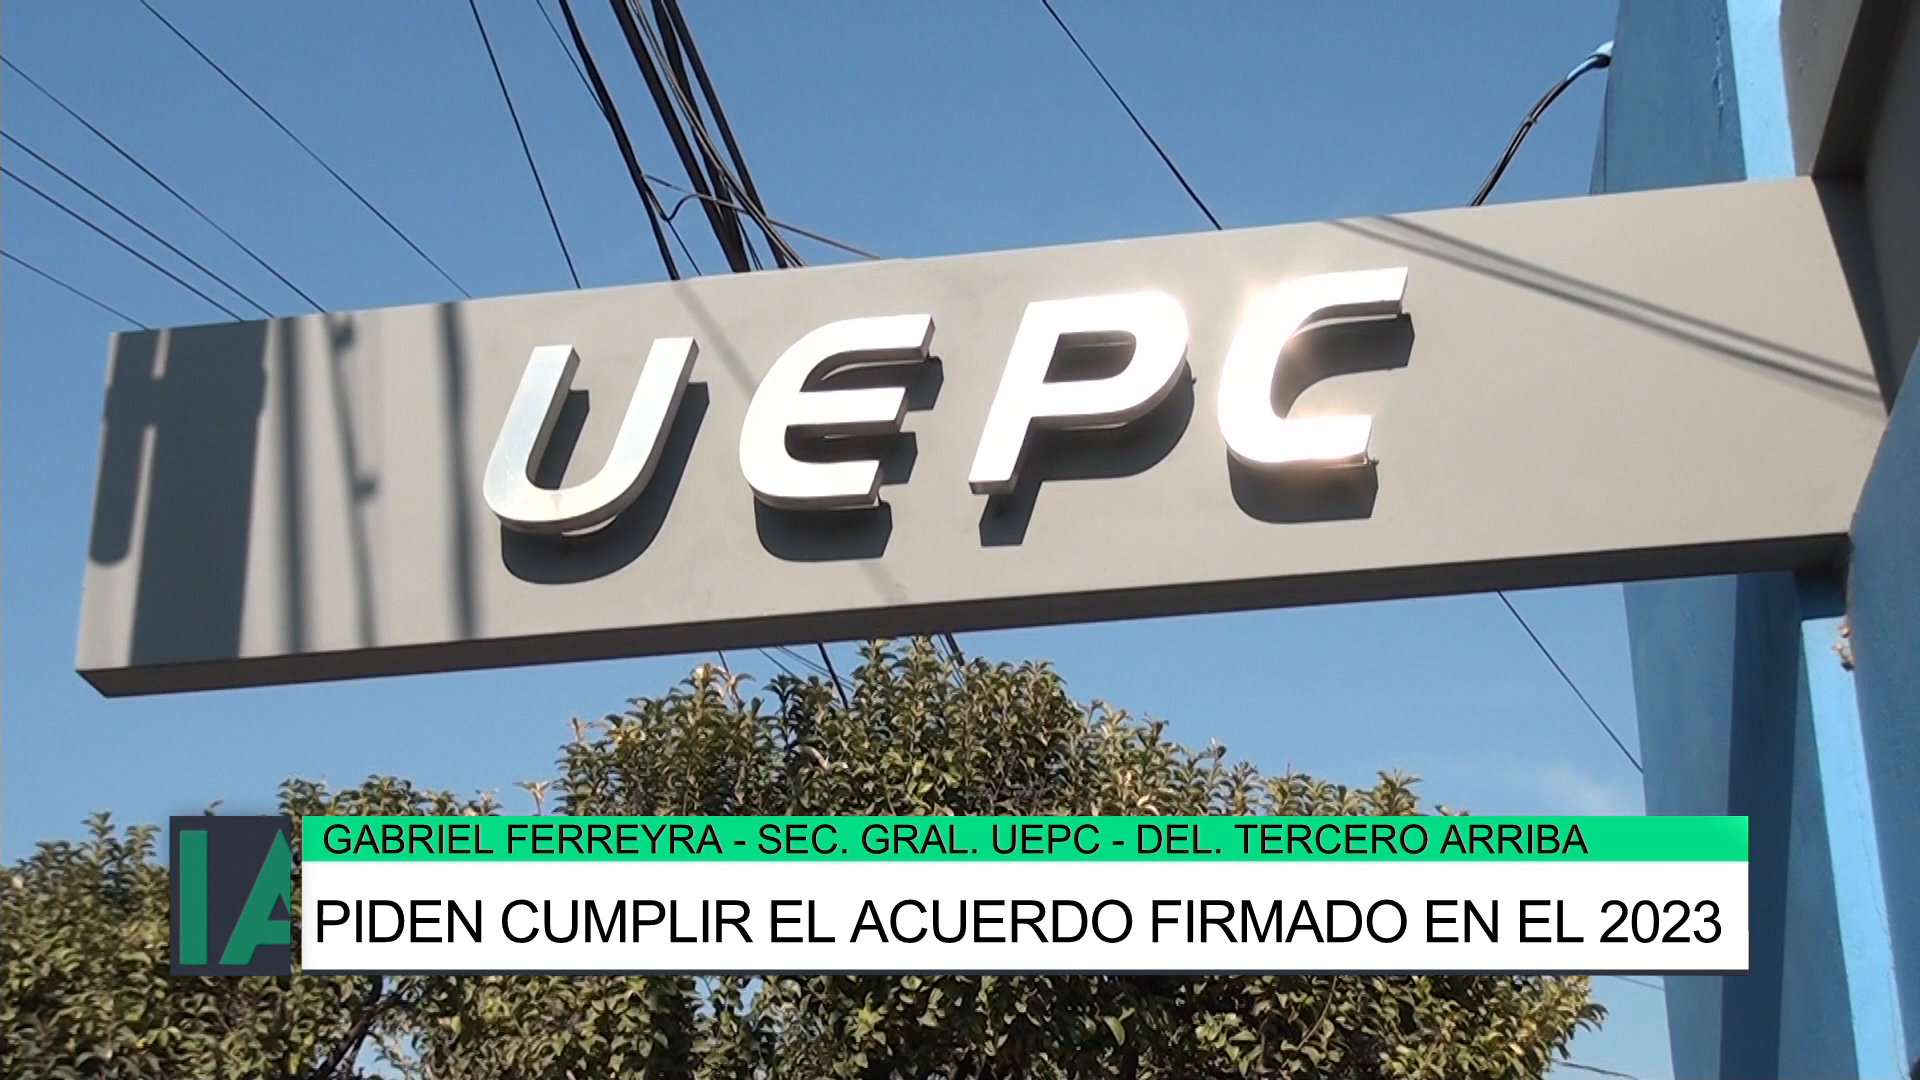 UEPC
GABRIEL FERREYRA - SEC. GRAL. UEPC - DEL. TERCERO ARRIBA
IA
PIDEN CUMPLIR EL ACUERDO FIRMADO EN EL 2023